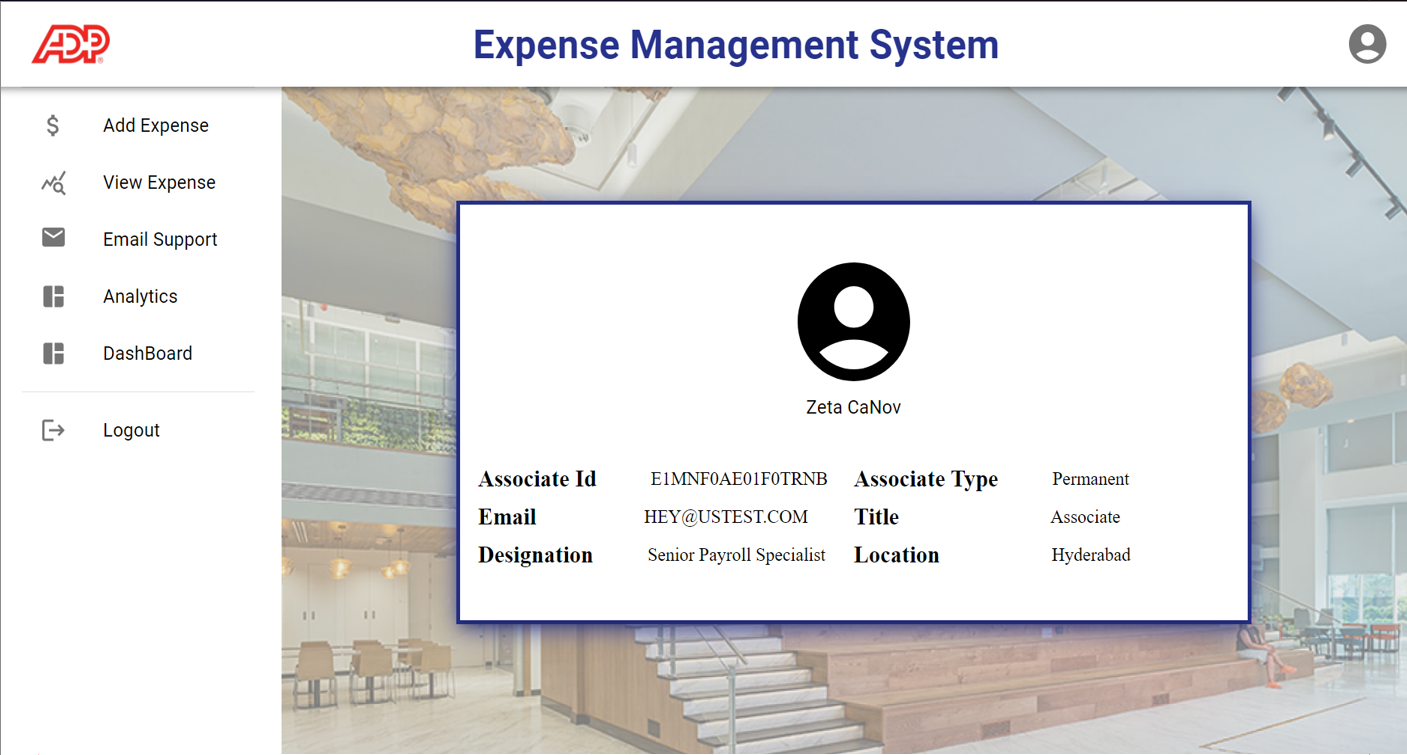 ADP
Expense Management System
Add Expense
View Expense
Email Support
Analytics
DashBoard
Logout
Zeta CaNov
Associate Id E1MNF0AE01F0TRNB Associate Type Permanent
Email HEY@USTEST.COM Title Associate
Designation Senior Payroll Specialist Location Hyderabad